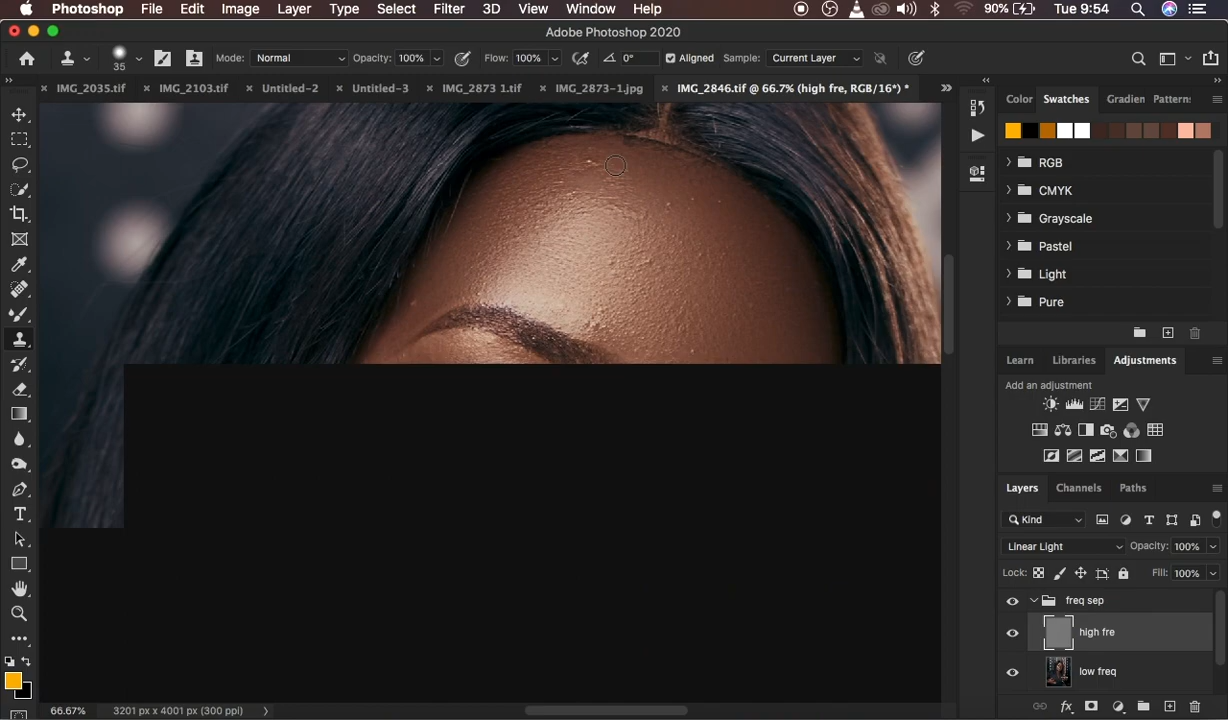 Photoshop File Edit Image Layer Type Select Filter 3D View Window Help 90% Tue 9:54
Adobe Photoshop 2020
35 Mode: Normal Opacity: 100% Flow: 100% 0° Aligned Sample: Current Layer
IMG_2035.tif IMG_2103.tif Untitled-2 Untitled-3 IMG_2873 1.tif IMG_2873-1.jpg IMG_2846.tif @ 66.7% (high fre, RGB/16*) *
Color Swatches Gradien Pattern:
RGB
CMYK
Grayscale
Pastel
Light
Pure
Learn Libraries Adjustments
Add an adjustment
Layers Channels Paths
Kind
Linear Light Opacity: 100%
Lock: Fill: 100%
freq sep
high fre
low freq
66.67% 3201 px x 4001 px (300 ppi)